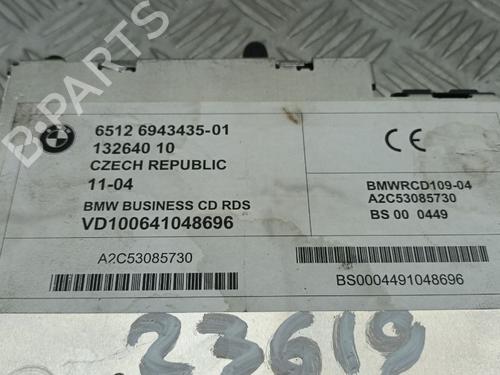 B-PARTS
6512 6943435-01
132640 10
CZECH REPUBLIC
11-04
BMW BUSINESS CD RDS
VD100641048696
A2C53085730
CE
BMWRCD109-04
A2C53085730
BS 00 0449
BS0004491048696
23619